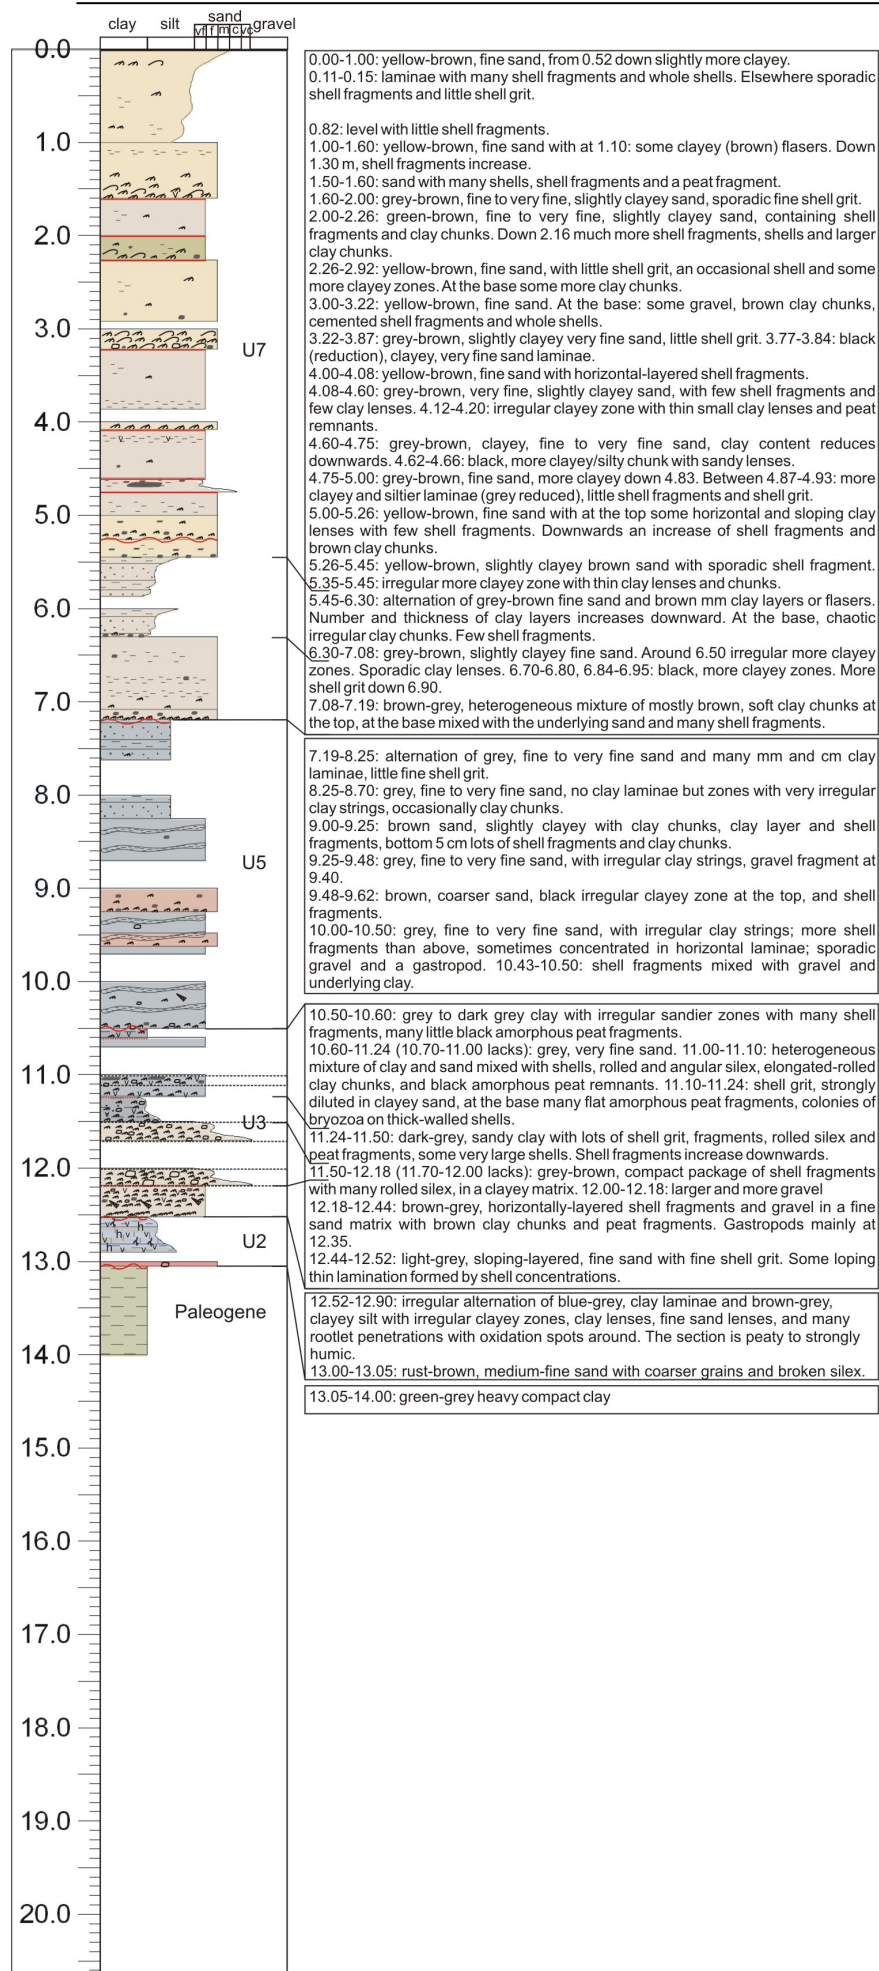 sand
clay silt gravel
vf f m c vc
0.0
1.0
2.0
3.0
4.0
5.0
6.0
7.0
8.0
9.0
10.0
11.0
12.0
13.0
14.0
15.0
16.0
17.0
18.0
19.0
20.0
U7
U5
U3
U2
Paleogene
0.00-1.00: yellow-brown, fine sand, from 0.52 down slightly more clayey.
0.11-0.15: laminae with many shell fragments and whole shells. Elsewhere sporadic
shell fragments and little shell grit.
0.82: level with little shell fragments.
1.00-1.60: yellow-brown, fine sand with at 1.10: some clayey (brown) flasers. Down
1.30 m, shell fragments increase.
1.50-1.60: sand with many shells, shell fragments and a peat fragment.
1.60-2.00: grey-brown, fine to very fine, slightly clayey sand, sporadic fine shell grit.
2.00-2.26: green-brown, fine to very fine, slightly clayey sand, containing shell
fragments and clay chunks. Down 2.16 much more shell fragments, shells and larger
clay chunks.
2.26-2.92: yellow-brown, fine sand, with little shell grit, an occasional shell and some
more clayey zones. At the base some more clay chunks.
3.00-3.22: yellow-brown, fine sand. At the base: some gravel, brown clay chunks,
cemented shell fragments and whole shells.
3.22-3.87: grey-brown, slightly clayey very fine sand, little shell grit. 3.77-3.84: black
(reduction), clayey, very fine sand laminae.
4.00-4.08: yellow-brown, fine sand with horizontal-layered shell fragments.
4.08-4.60: grey-brown, very fine, slightly clayey sand, with few shell fragments and
few clay lenses. 4.12-4.20: irregular clayey zone with thin small clay lenses and peat
remnants.
4.60-4.75: grey-brown, clayey, fine to very fine sand, clay content reduces
downwards. 4.62-4.66: black, more clayey/silty chunk with sandy lenses.
4.75-5.00: grey-brown, fine sand, more clayey down 4.83. Between 4.87-4.93: more
clayey and siltier laminae (grey reduced), little shell fragments and shell grit.
5.00-5.26: yellow-brown, fine sand with at the top some horizontal and sloping clay
lenses with few shell fragments. Downwards an increase of shell fragments and
brown clay chunks.
5.26-5.45: yellow-brown, slightly clayey brown sand with sporadic shell fragment.
5.35-5.45: irregular more clayey zone with thin clay lenses and chunks.
5.45-6.30: alternation of grey-brown fine sand and brown mm clay layers or flasers.
Number and thickness of clay layers increases downward. At the base, chaotic
irregular clay chunks. Few shell fragments.
6.30-7.08: grey-brown, slightly clayey fine sand. Around 6.50 irregular more clayey
zones. Sporadic clay lenses. 6.70-6.80, 6.84-6.95: black, more clayey zones. More
shell grit down 6.90.
7.08-7.19: brown-grey, heterogeneous mixture of mostly brown, soft clay chunks at
the top, at the base mixed with the underlying sand and many shell fragments.
7.19-8.25: alternation of grey, fine to very fine sand and many mm and cm clay
laminae, little fine shell grit.
8.25-8.70: grey, fine to very fine sand, no clay laminae but zones with very irregular
clay strings, occasionally clay chunks.
9.00-9.25: brown sand, slightly clayey with clay chunks, clay layer and shell
fragments, bottom 5 cm lots of shell fragments and clay chunks.
9.25-9.48: grey, fine to very fine sand, with irregular clay strings, gravel fragment at
9.40.
9.48-9.62: brown, coarser sand, black irregular clayey zone at the top, and shell
fragments.
10.00-10.50: grey, fine to very fine sand, with irregular clay strings; more shell
fragments than above, sometimes concentrated in horizontal laminae; sporadic
gravel and a gastropod. 10.43-10.50: shell fragments mixed with gravel and
underlying clay.
10.50-10.60: grey to dark grey clay with irregular sandier zones with many shell
fragments, many little black amorphous peat fragments.
10.60-11.24 (10.70-11.00 lacks): grey, very fine sand. 11.00-11.10: heterogeneous
mixture of clay and sand mixed with shells, rolled and angular silex, elongated-rolled
clay chunks, and black amorphous peat remnants. 11.10-11.24: shell grit, strongly
diluted in clayey sand, at the base many flat amorphous peat fragments, colonies of
bryozoa on thick-walled shells.
11.24-11.50: dark-grey, sandy clay with lots of shell grit, fragments, rolled silex and
peat fragments, some very large shells. Shell fragments increase downwards.
11.50-12.18 (11.70-12.00 lacks): grey-brown, compact package of shell fragments
with many rolled silex, in a clayey matrix. 12.00-12.18: larger and more gravel
12.18-12.44: brown-grey, horizontally-layered shell fragments and gravel in a fine
sand matrix with brown clay chunks and peat fragments. Gastropods mainly at
12.35.
12.44-12.52: light-grey, sloping-layered, fine sand with fine shell grit. Some loping
thin lamination formed by shell concentrations.
12.52-12.90: irregular alternation of blue-grey, clay laminae and brown-grey,
clayey silt with irregular clayey zones, clay lenses, fine sand lenses, and many
rootlet penetrations with oxidation spots around. The section is peaty to strongly
humic.
13.00-13.05: rust-brown, medium-fine sand with coarser grains and broken silex.
13.05-14.00: green-grey heavy compact clay